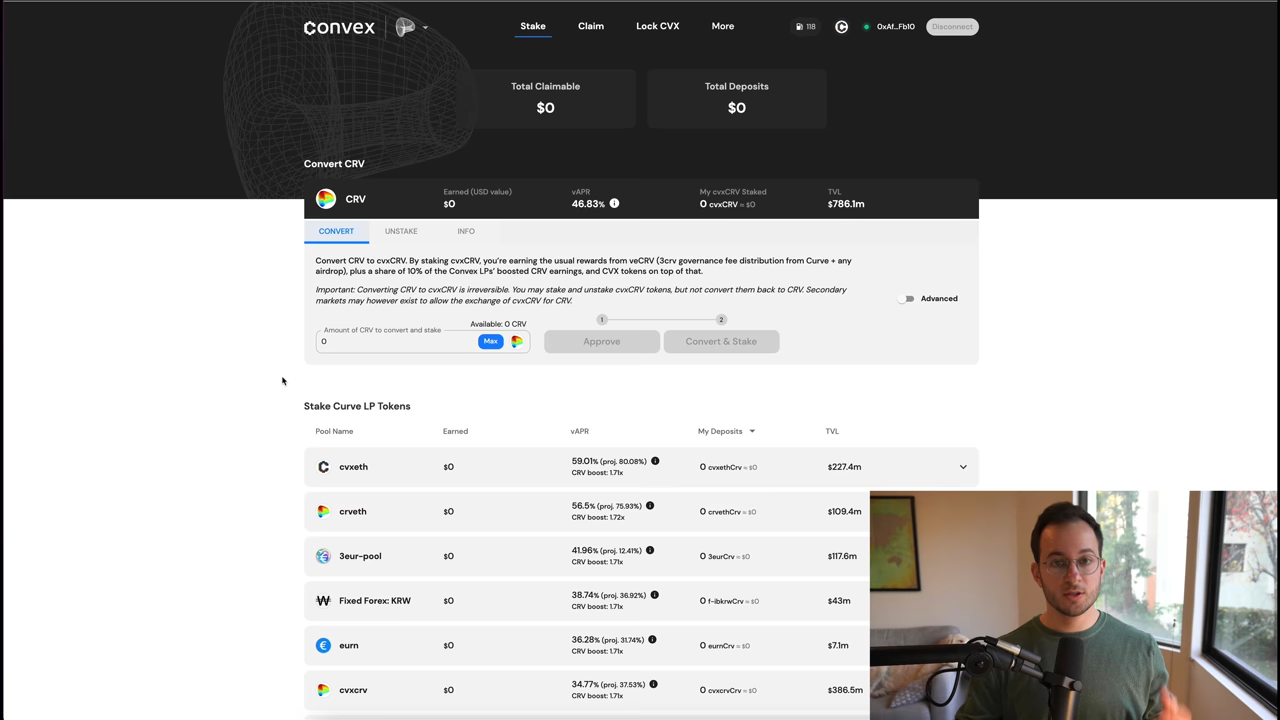 Convex
Stake
Claim
Lock CVX
More
118
0xAf...Fb10
Disconnect
Total Claimable
$0
Total Deposits
$0
Convert CRV
CRV
Earned (USD value)
$0
vAPR
46.83%
My cvxCRV Staked
0 cvxCRV ≈ $0
TVL
$786.1m
CONVERT
UNSTAKE
INFO
Convert CRV to cvxCRV. By staking cvxCRV, you're earning the usual rewards from veCRV (3crv governance fee distribution from Curve + any
airdrop), plus a share of 10% of the Convex LPs' boosted CRV earnings, and CVX tokens on top of that.
Important: Converting CRV to cvxCRV is irreversible. You may stake and unstake cvxCRV tokens, but not convert them back to CRV. Secondary
markets may however exist to allow the exchange of cvxCRV for CRV.
Advanced
Available: 0 CRV
Amount of CRV to convert and stake
0
Max
1
2
Approve
Convert & Stake
Stake Curve LP Tokens
Pool Name
Earned
vAPR
My Deposits
TVL
cvxeth
$0
59.01% (proj. 80.08%)
CRV boost: 1.71x
0 cvxethCrv ≈ $0
$227.4m
crveth
$0
56.5% (proj. 75.93%)
CRV boost: 1.72x
0 crvethCrv ≈ $0
$109.4m
3eur-pool
$0
41.96% (proj. 12.41%)
CRV boost: 1.71x
0 3eurCrv ≈ $0
$117.6m
Fixed Forex: KRW
$0
38.74% (proj. 36.92%)
CRV boost: 1.71x
0 f-ibkrwCrv ≈ $0
$43m
eurn
$0
36.28% (proj. 31.74%)
CRV boost: 1.71x
0 eurnCrv ≈ $0
$7.1m
cvxcrv
$0
34.77% (proj. 37.53%)
CRV boost: 1.71x
0 cvxcrvCrv ≈ $0
$386.5m